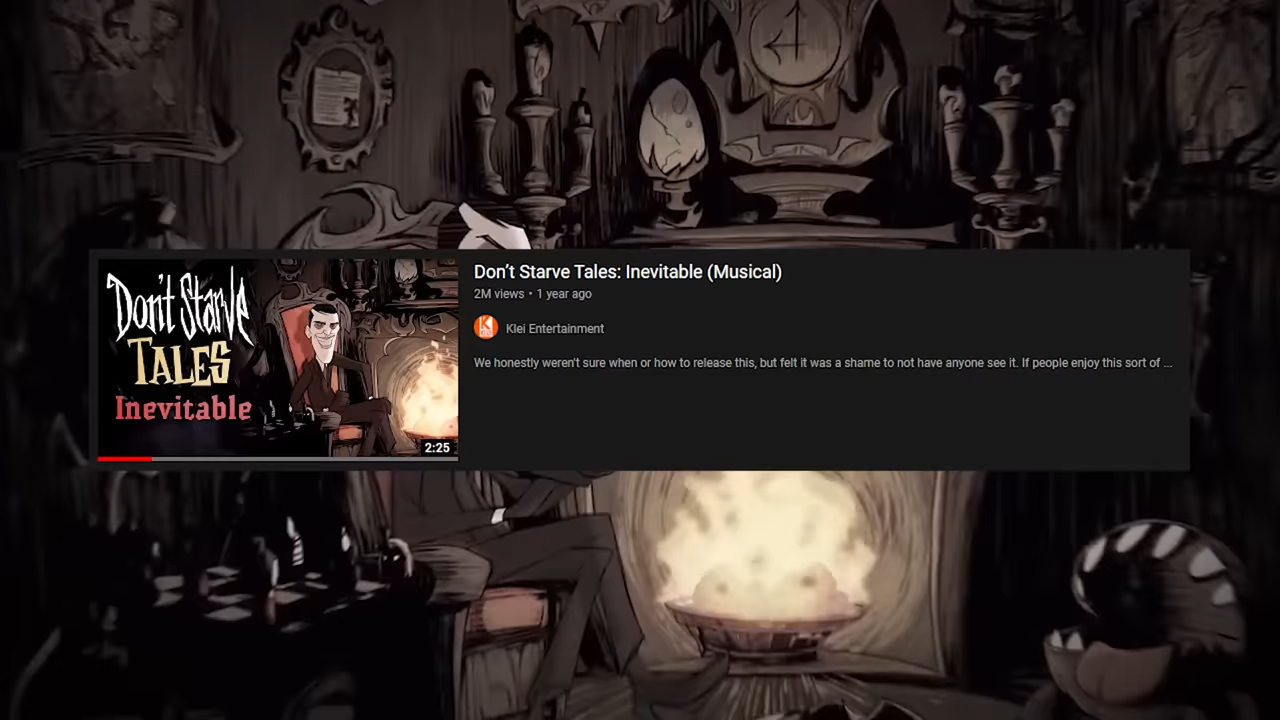 Don't Starve
TALES
Inevitable
2:25
Don’t Starve Tales: Inevitable (Musical)
2M views • 1 year ago
Klei Entertainment
We honestly weren't sure when or how to release this, but felt it was a shame to not have anyone see it. If people enjoy this sort of ...